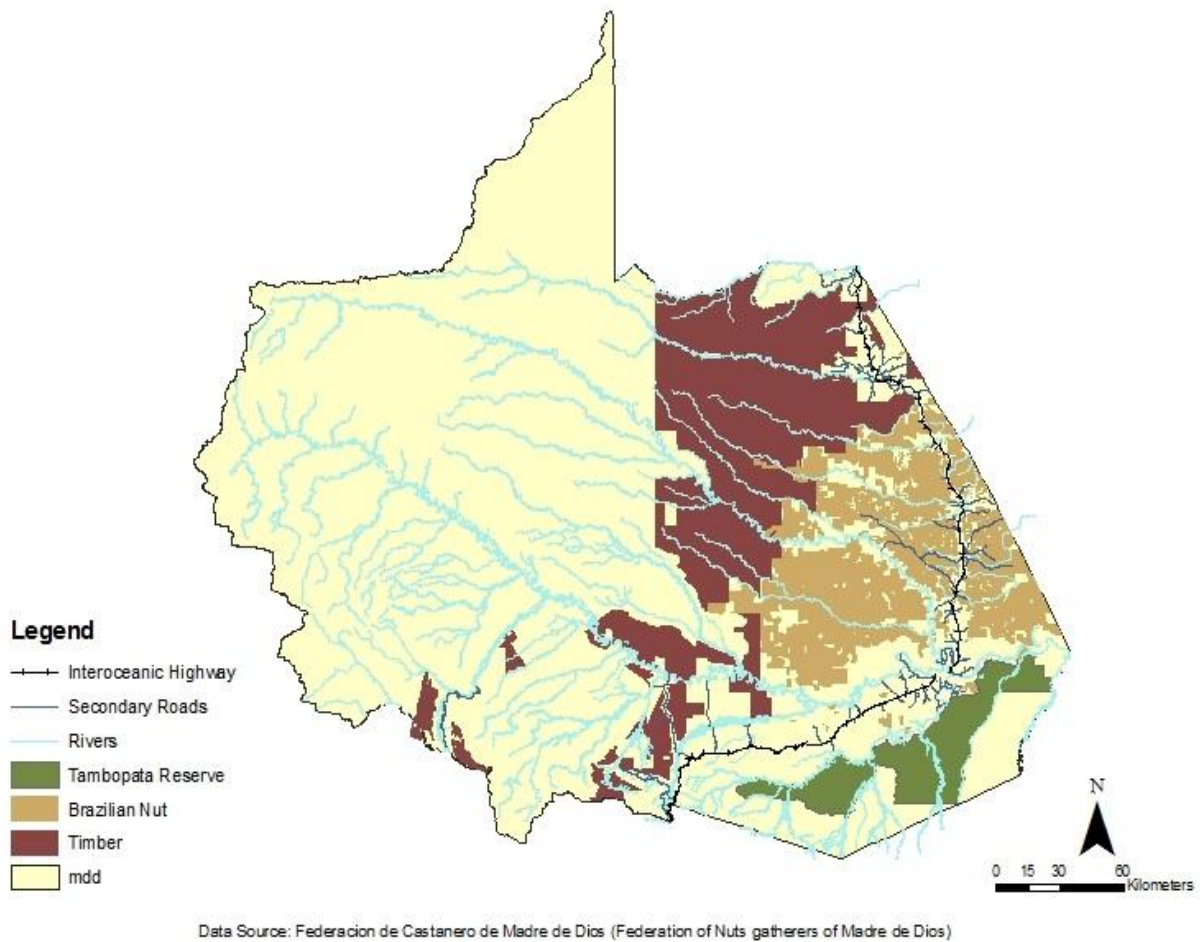 Legend
Interoceanic Highway
Secondary Roads
Rivers
Tambopata Reserve
Brazilian Nut
Timber
mdd
N
0 15 30 60
Kilometers
Data Source: Federacion de Castanero de Madre de Dios (Federation of Nuts gatherers of Madre de Dios)